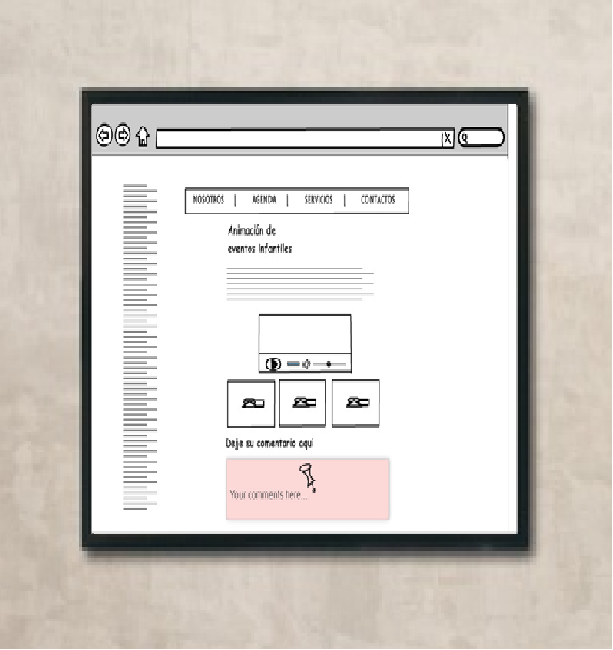 NOSOTROS | AGENDA | SERVICIOS | CONTACTOS
Animación de
eventos infantiles
Deje su comentario aquí
Your comments here...